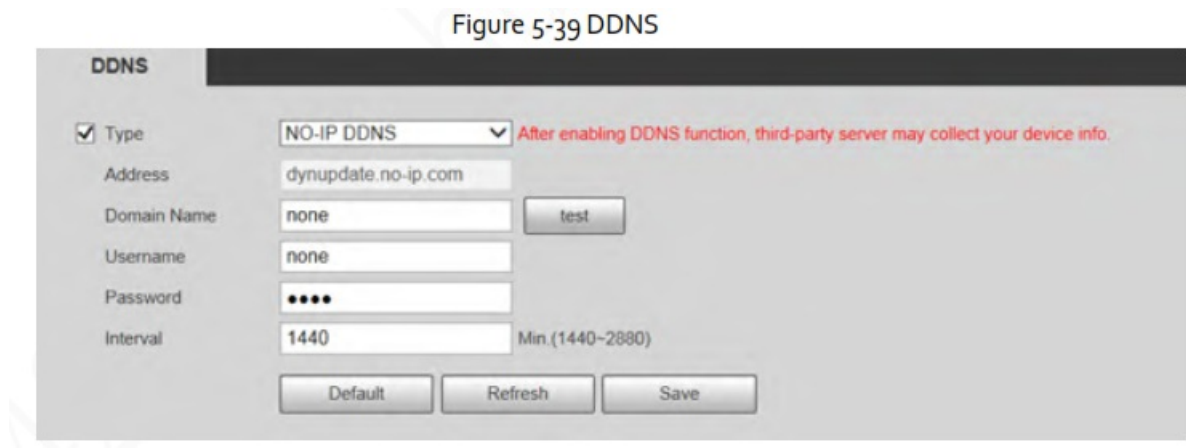 Figure 5-39 DDNS
DDNS
Type NO-IP DDNS After enabling DDNS function, third-party server may collect your device info.
Address dynupdate.no-ip.com
Domain Name none test
Username none
Password ••••
Interval 1440 Min.(1440~2880)
Default Refresh Save